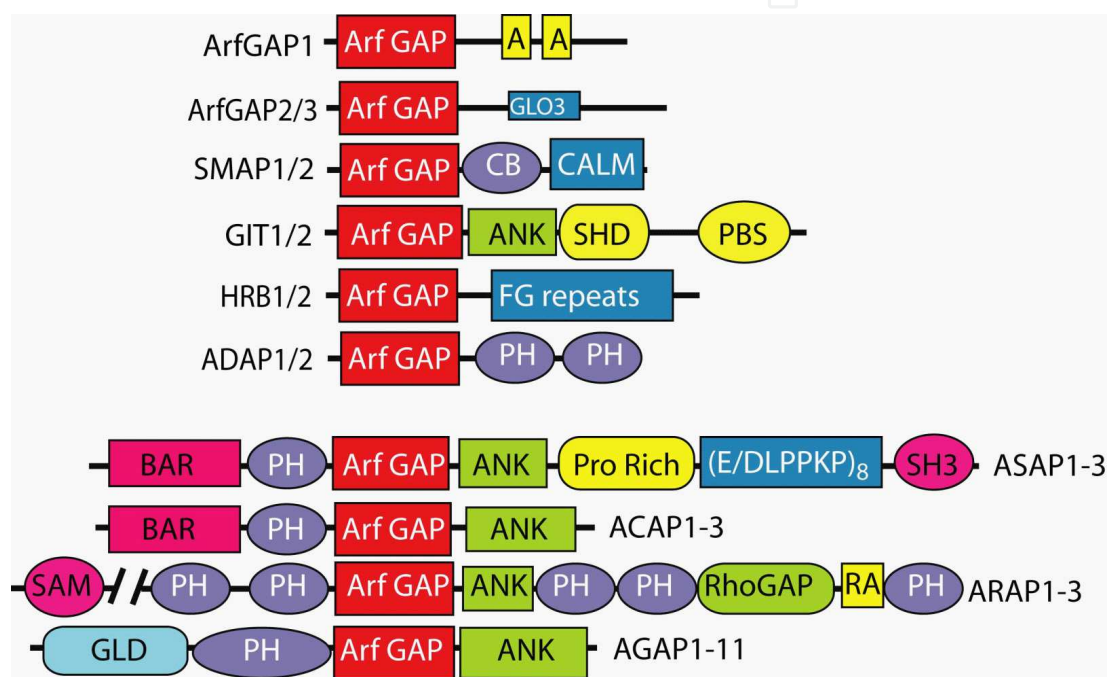 ArfGAP1 Arf GAP A A
ArfGAP2/3 Arf GAP GLO3
SMAP1/2 Arf GAP CB CALM
GIT1/2 Arf GAP ANK SHD PBS
HRB1/2 Arf GAP FG repeats
ADAP1/2 Arf GAP PH PH
BAR PH Arf GAP ANK Pro Rich (E/DLPPKP)₈ SH3 ASAP1-3
BAR PH Arf GAP ANK ACAP1-3
SAM PH PH Arf GAP ANK PH PH RhoGAP RA PH ARAP1-3
GLD PH Arf GAP ANK AGAP1-11